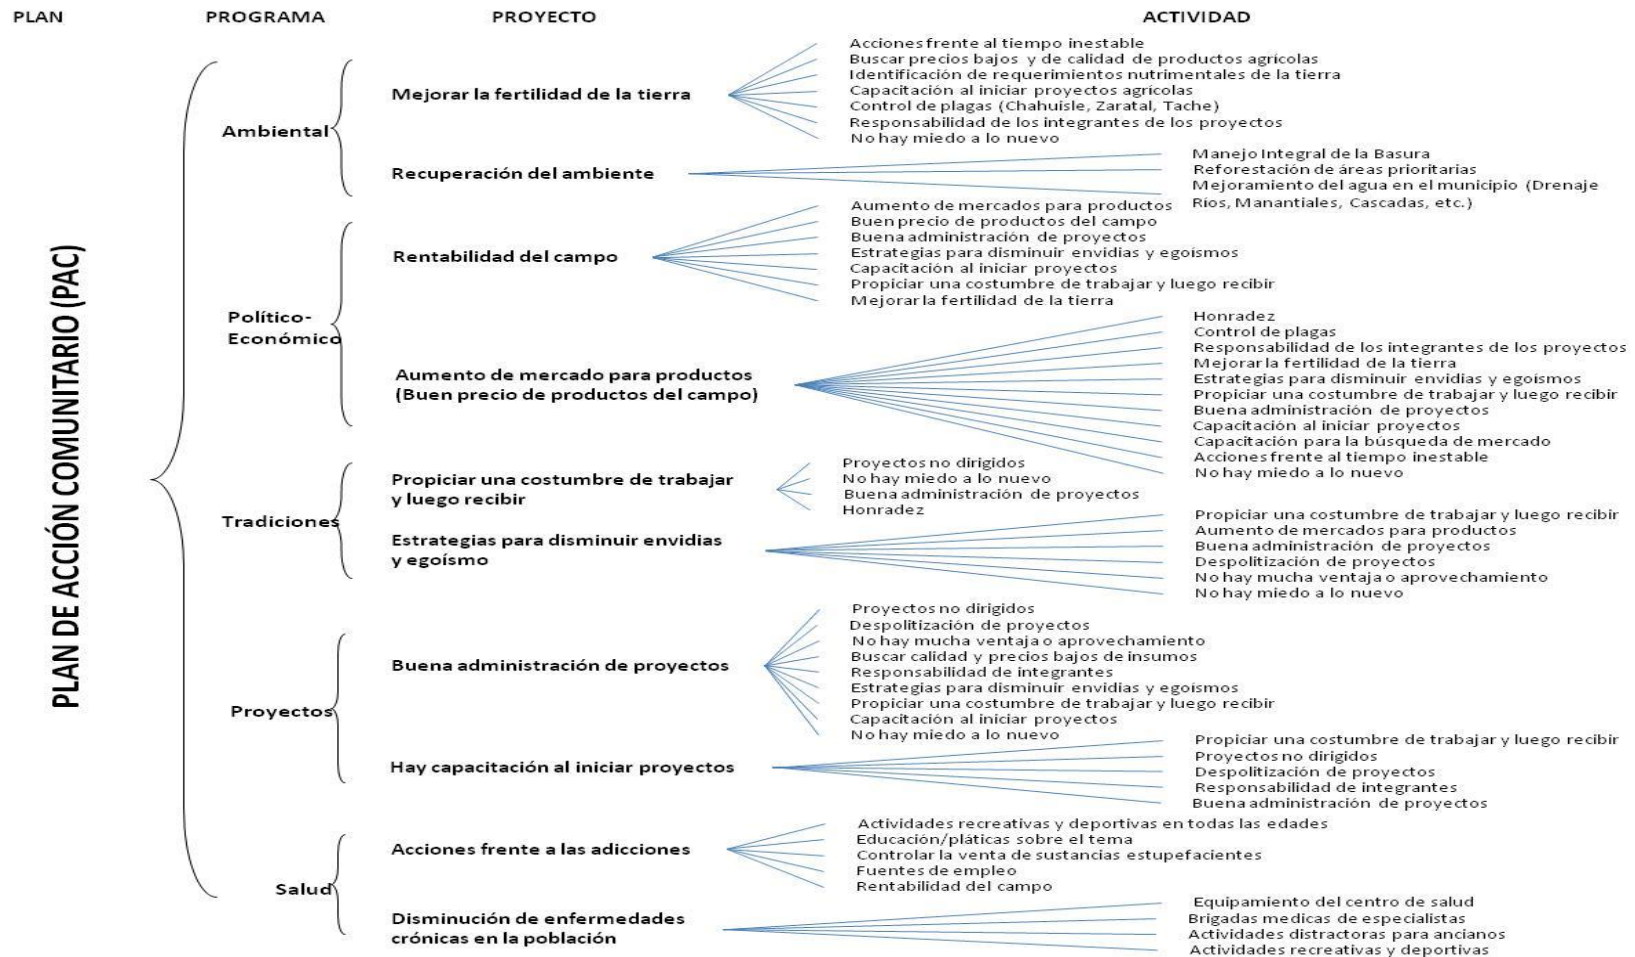 PLAN PROGRAMA PROYECTO ACTIVIDAD
PLAN DE ACCIÓN COMUNITARIO (PAC)
Ambiental
Mejorar la fertilidad de la tierra
Acciones frente al tiempo inestable
Buscar precios bajos y de calidad de productos agrícolas
Identificación de requerimientos nutrimentales de la tierra
Capacitación al iniciar proyectos agrícolas
Control de plagas (Chahuisle, Zaratal, Tache)
Responsabilidad de los integrantes de los proyectos
No hay miedo a lo nuevo
Recuperación del ambiente
Manejo Integral de la Basura
Reforestación de áreas prioritarias
Mejoramiento del agua en el municipio (Drenaje
Ríos, Manantiales, Cascadas, etc.)
Político-
Económico
Rentabilidad del campo
Aumento de mercados para productos
Buen precio de productos del campo
Buena administración de proyectos
Estrategias para disminuir envidias y egoísmos
Capacitación al iniciar proyectos
Propiciar una costumbre de trabajar y luego recibir
Mejorar la fertilidad de la tierra
Aumento de mercado para productos
(Buen precio de productos del campo)
Honradez
Control de plagas
Responsabilidad de los integrantes de los proyectos
Mejorar la fertilidad de la tierra
Estrategias para disminuir envidias y egoísmos
Propiciar una costumbre de trabajar y luego recibir
Buena administración de proyectos
Capacitación al iniciar proyectos
Capacitación para la búsqueda de mercado
Acciones frente al tiempo inestable
No hay miedo a lo nuevo
Tradiciones
Propiciar una costumbre de trabajar
y luego recibir
Proyectos no dirigidos
No hay miedo a lo nuevo
Buena administración de proyectos
Honradez
Estrategias para disminuir envidias
y egoísmo
Propiciar una costumbre de trabajar y luego recibir
Aumento de mercados para productos
Buena administración de proyectos
Despolitización de proyectos
No hay mucha ventaja o aprovechamiento
No hay miedo a lo nuevo
Proyectos
Buena administración de proyectos
Proyectos no dirigidos
Despolitización de proyectos
No hay mucha ventaja o aprovechamiento
Buscar calidad y precios bajos de insumos
Responsabilidad de integrantes
Estrategias para disminuir envidias y egoísmos
Propiciar una costumbre de trabajar y luego recibir
Capacitación al iniciar proyectos
No hay miedo a lo nuevo
Hay capacitación al iniciar proyectos
Propiciar una costumbre de trabajar y luego recibir
Proyectos no dirigidos
Despolitización de proyectos
Responsabilidad de integrantes
Buena administración de proyectos
Salud
Acciones frente a las adicciones
Actividades recreativas y deportivas en todas las edades
Educación/pláticas sobre el tema
Controlar la venta de sustancias estupefacientes
Fuentes de empleo
Rentabilidad del campo
Disminución de enfermedades
crónicas en la población
Equipamiento del centro de salud
Brigadas medicas de especialistas
Actividades distractoras para ancianos
Actividades recreativas y deportivas